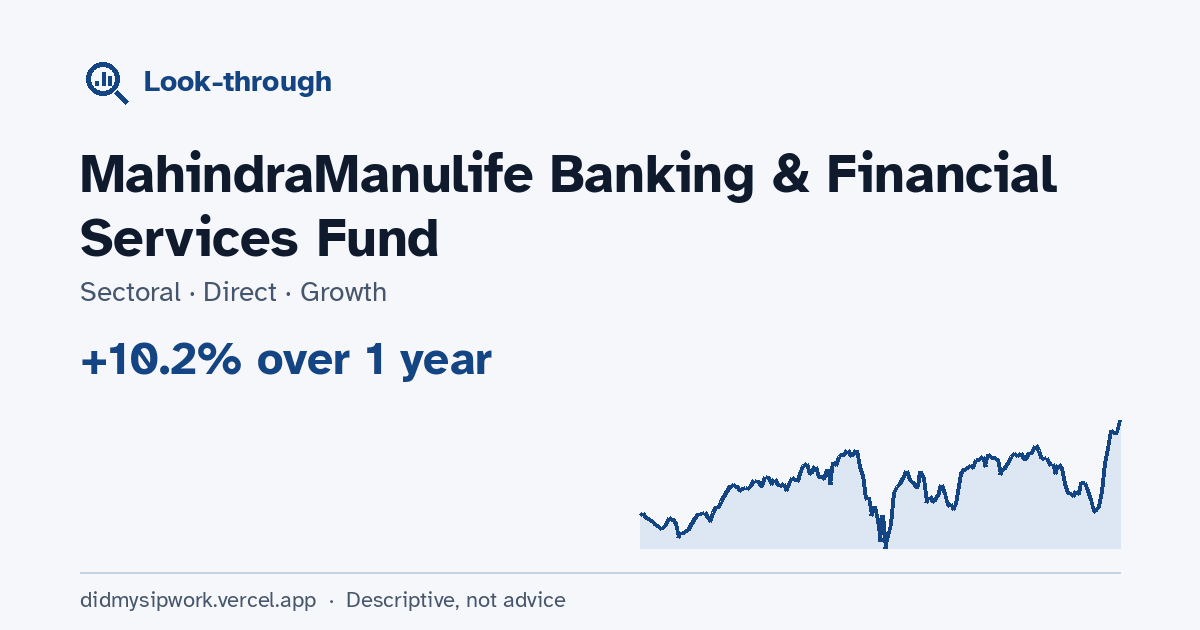 Look-through
MahindraManulife Banking & Financial
Services Fund
Sectoral · Direct · Growth
+10.2% over 1 year
didmysipwork.vercel.app · Descriptive, not advice